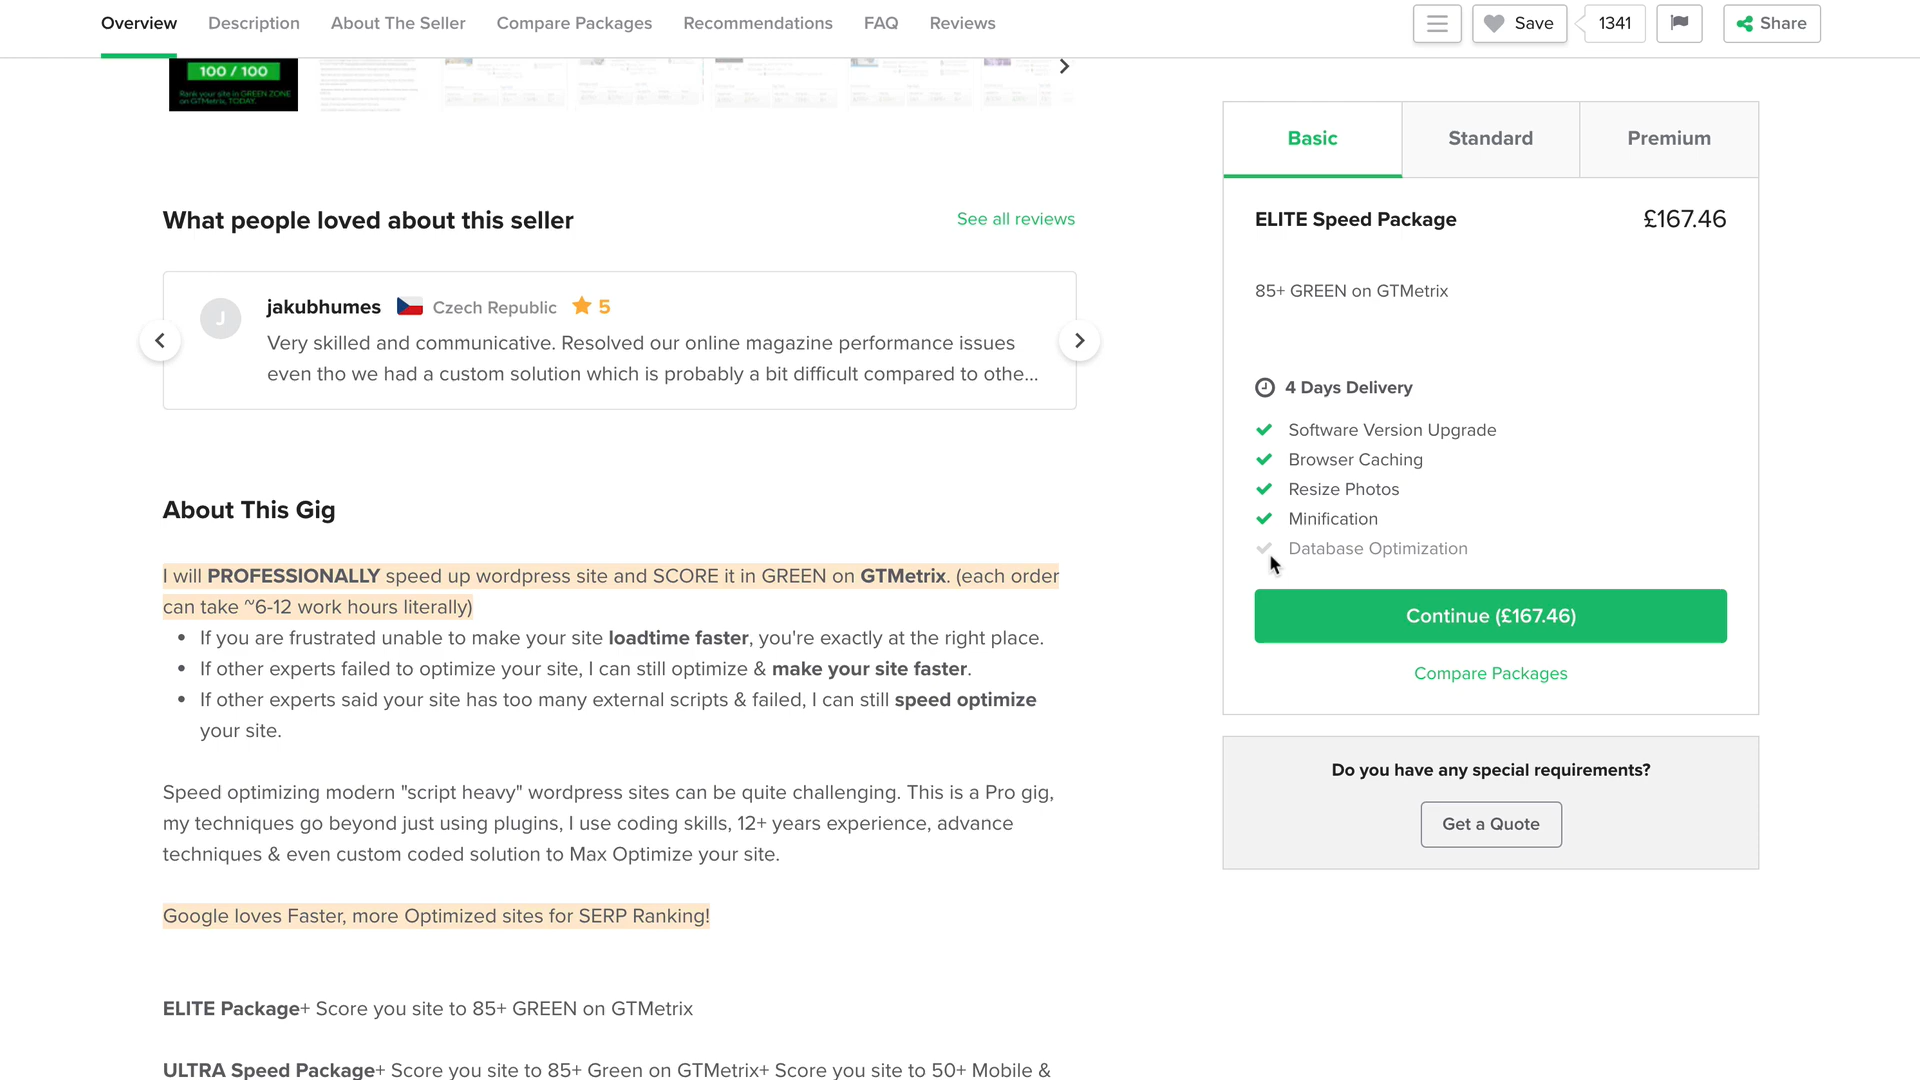 Overview Description About The Seller Compare Packages Recommendations FAQ Reviews
Save 1341 Share
100 / 100
Rank your site in GREEN ZONE
on GTMetrix, TODAY.
What people loved about this seller
See all reviews
J
jakubhumes Czech Republic 5
Very skilled and communicative. Resolved our online magazine performance issues
even tho we had a custom solution which is probably a bit difficult compared to othe...
About This Gig
I will PROFESSIONALLY speed up wordpress site and SCORE it in GREEN on GTMetrix. (each order
can take ~6-12 work hours literally)
• If you are frustrated unable to make your site loadtime faster, you're exactly at the right place.
• If other experts failed to optimize your site, I can still optimize & make your site faster.
• If other experts said your site has too many external scripts & failed, I can still speed optimize
your site.
Speed optimizing modern "script heavy" wordpress sites can be quite challenging. This is a Pro gig,
my techniques go beyond just using plugins, I use coding skills, 12+ years experience, advance
techniques & even custom coded solution to Max Optimize your site.
Google loves Faster, more Optimized sites for SERP Ranking!
ELITE Package+ Score you site to 85+ GREEN on GTMetrix
ULTRA Speed Package+ Score you site to 85+ Green on GTMetrix+ Score you site to 50+ Mobile &
Basic Standard Premium
ELITE Speed Package £167.46
85+ GREEN on GTMetrix
4 Days Delivery
Software Version Upgrade
Browser Caching
Resize Photos
Minification
Database Optimization
Continue (£167.46)
Compare Packages
Do you have any special requirements?
Get a Quote